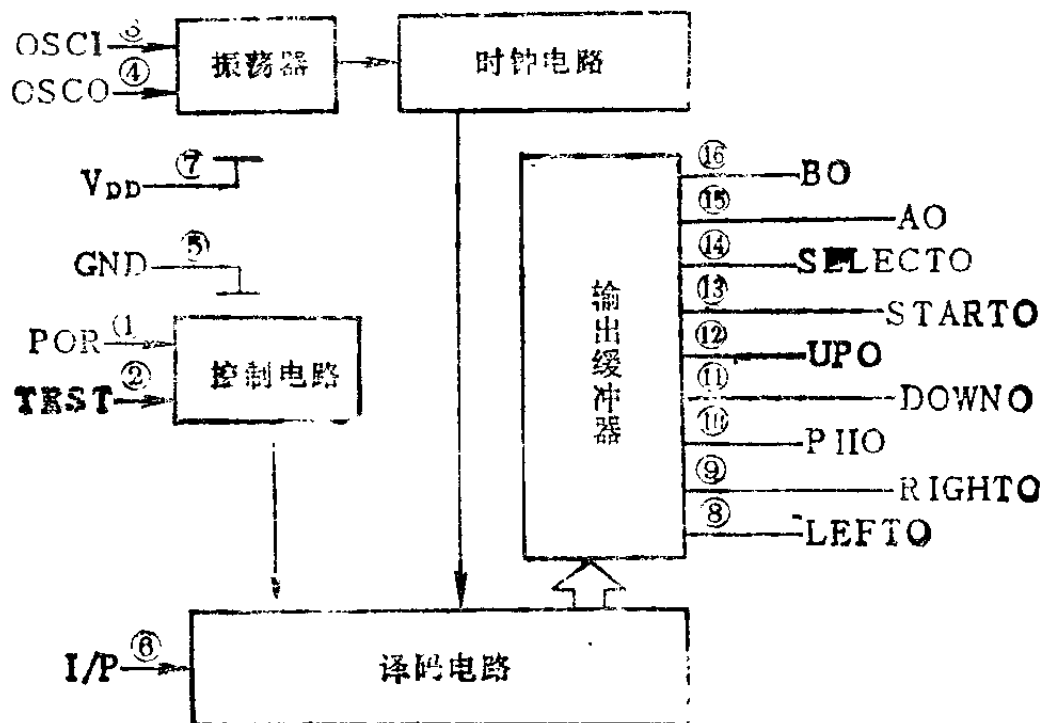 OSCI ③
振荡器
时钟电路
OSCO ④
VDD ⑦
GND ⑤
POR ①
TEST ②
控制电路
输出缓冲器
⑯ BO
⑮ AO
⑭ SELECTO
⑬ STARTO
⑫ UPO
⑪ DOWNO
⑩ PHO
⑨ RIGHTO
⑧ LEFTO
I/P ⑥
译码电路